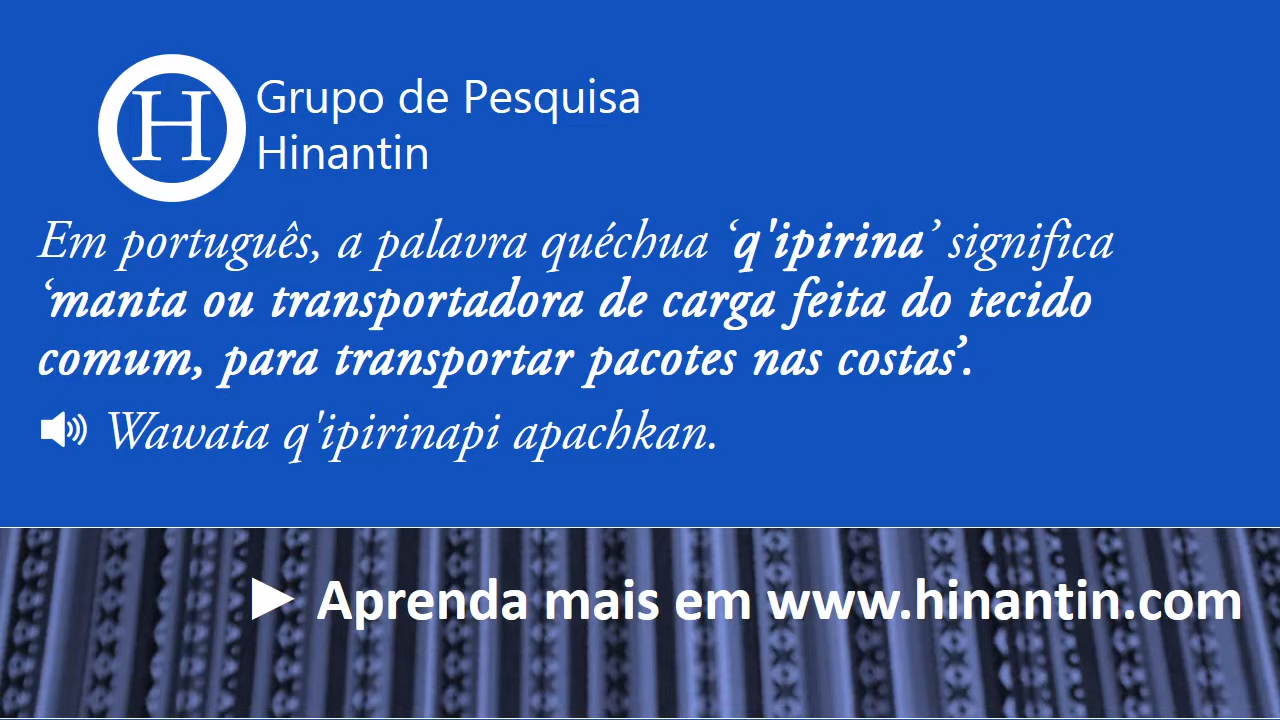 H
Grupo de Pesquisa
Hinantin
Em português, a palavra quéchua ‘q'ipirina’ significa
‘manta ou transportadora de carga feita do tecido
comum, para transportar pacotes nas costas’.
Wawata q'ipirinapi apachkan.
► Aprenda mais em www.hinantin.com